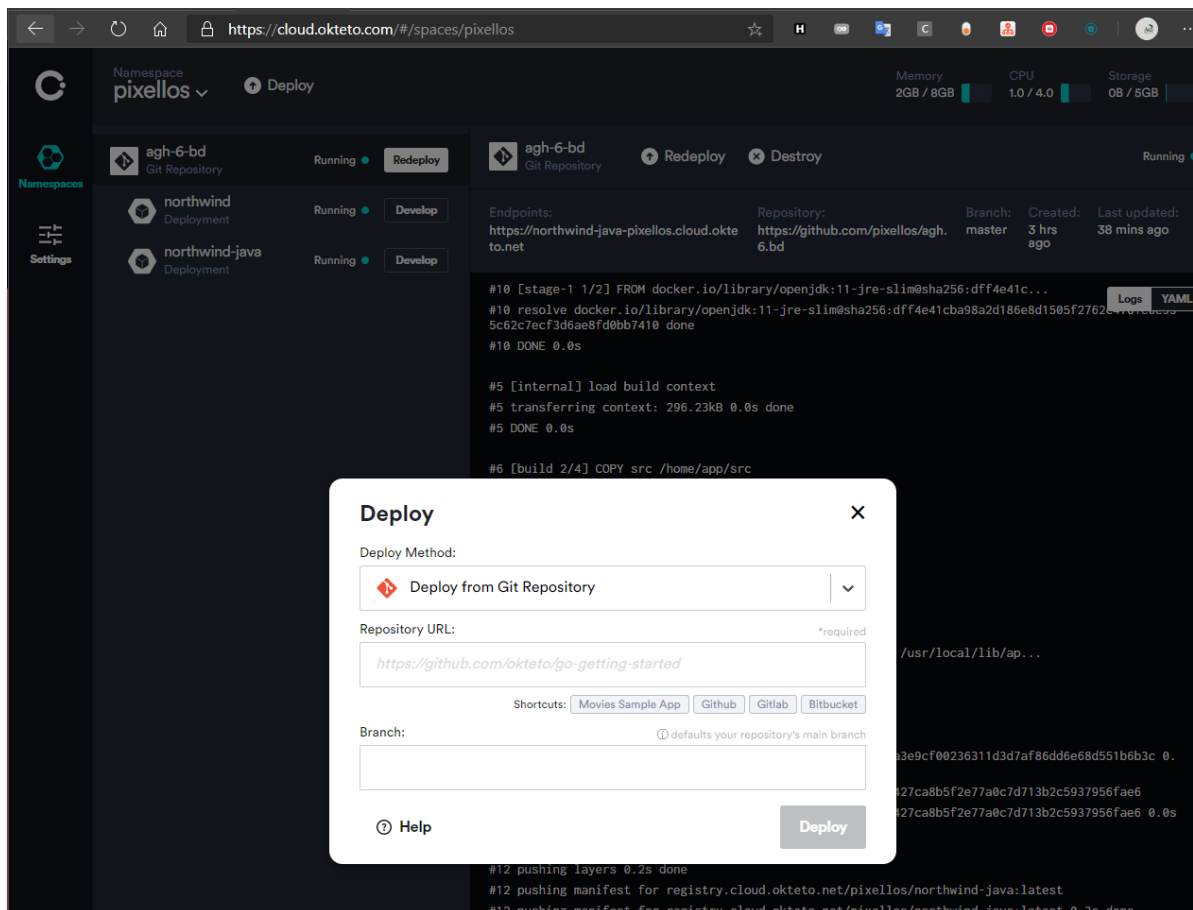 https://cloud.okteto.com/#/spaces/pixellos
Namespace
pixellos
Deploy
Memory
2GB / 8GB
CPU
1.0 / 4.0
Storage
0B / 5GB
Namespaces
Settings
agh-6-bd
Git Repository
Running
Redeploy
northwind
Deployment
Running
Develop
northwind-java
Deployment
Running
Develop
agh-6-bd
Git Repository
Redeploy
Destroy
Running
Endpoints:
https://northwind-java-pixellos.cloud.okte
to.net
Repository:
https://github.com/pixellos/agh.
6.bd
Branch:
master
Created:
3 hrs
ago
Last updated:
38 mins ago
Logs
YAML
#10 [stage-1 1/2] FROM docker.io/library/openjdk:11-jre-slim@sha256:dff4e41c...
#10 resolve docker.io/library/openjdk:11-jre-slim@sha256:dff4e41cba98a2d186e8d1505f2762
5c62c7ecf3d6ae8fd0bb7410 done
#10 DONE 0.0s
#5 [internal] load build context
#5 transferring context: 296.23kB 0.0s done
#5 DONE 0.0s
#6 [build 2/4] COPY src /home/app/src
Deploy
Deploy Method:
Deploy from Git Repository
Repository URL:
*required
https://github.com/okteto/go-getting-started
Shortcuts:
Movies Sample App
Github
Gitlab
Bitbucket
Branch:
defaults your repository's main branch
Help
Deploy
/usr/local/lib/ap...
a3e9cf00236311d3d7af86dd6e68d551b6b3c 0.
427ca8b5f2e77a0c7d713b2c5937956fae6
427ca8b5f2e77a0c7d713b2c5937956fae6 0.0s
#12 pushing layers 0.2s done
#12 pushing manifest for registry.cloud.okteto.net/pixellos/northwind-java:latest